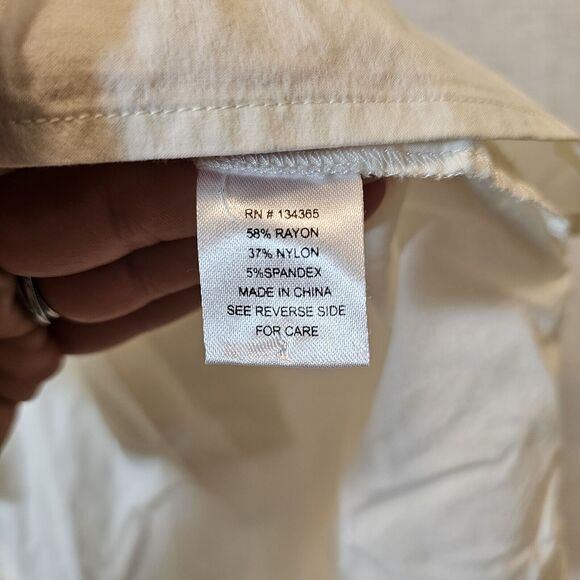 RN # 134365
58% RAYON
37% NYLON
5%SPANDEX
MADE IN CHINA
SEE REVERSE SIDE
FOR CARE